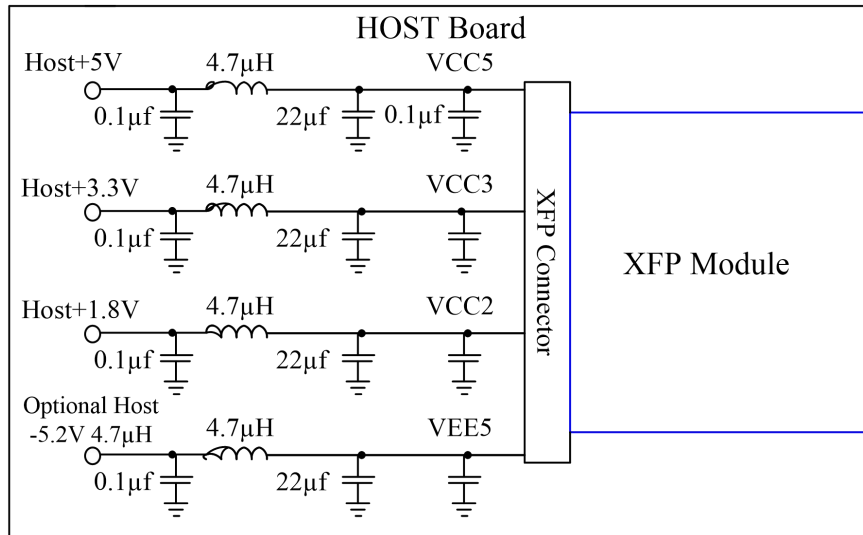 HOST Board
Host+5V
4.7µH
VCC5
0.1µf
22µf
0.1µf
Host+3.3V
4.7µH
VCC3
0.1µf
22µf
XFP Connector
XFP Module
Host+1.8V
4.7µH
VCC2
0.1µf
22µf
Optional Host
-5.2V 4.7µH
4.7µH
VEE5
0.1µf
22µf